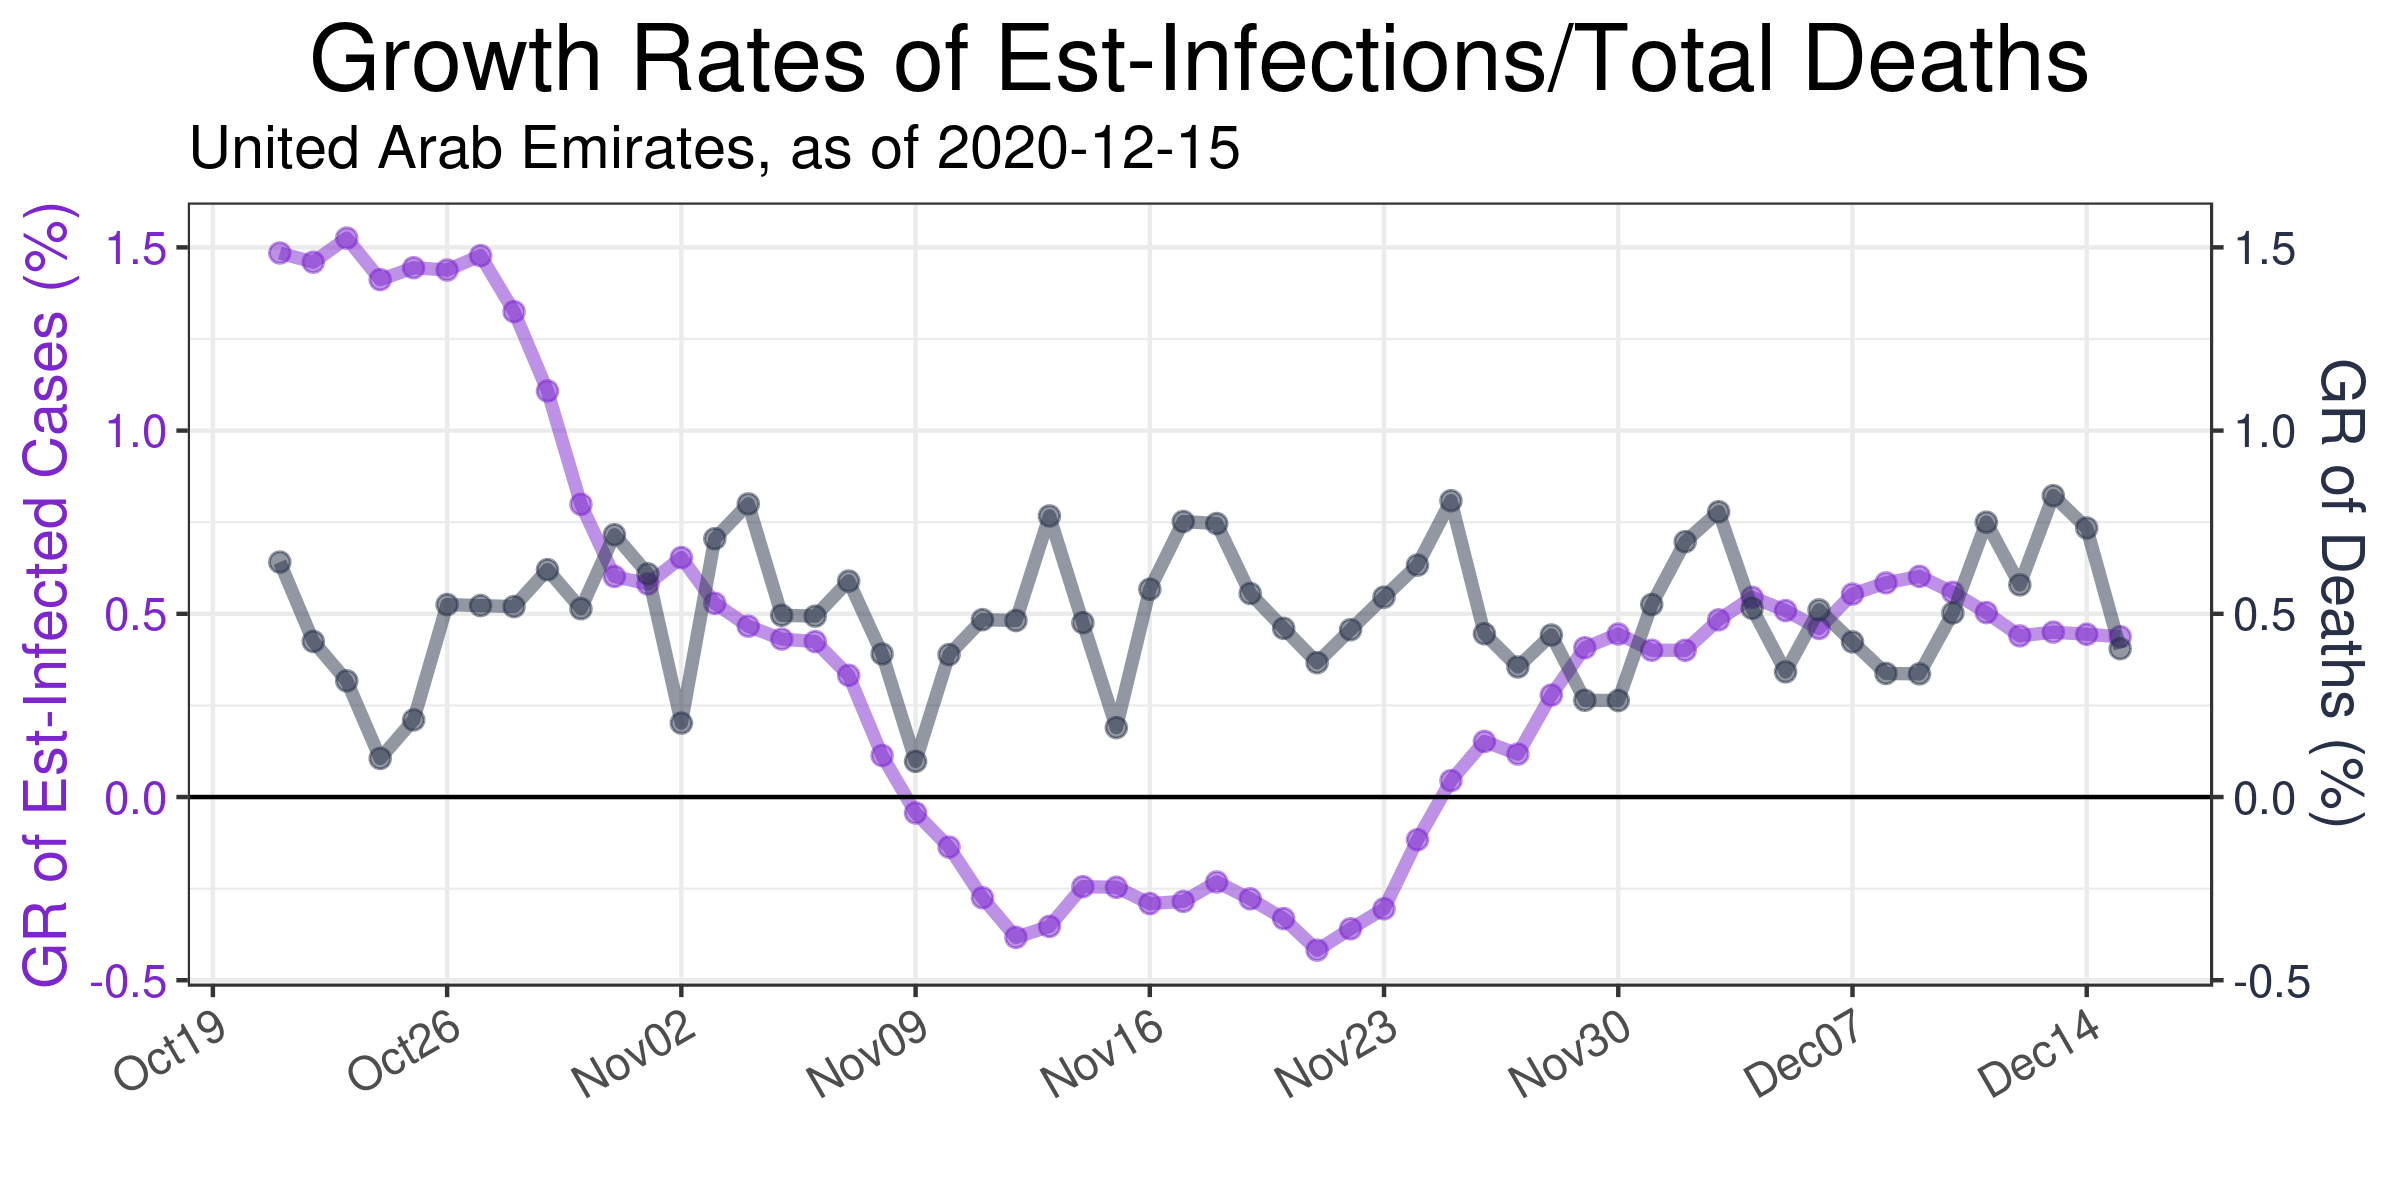 Growth Rates of Est-Infections/Total Deaths
United Arab Emirates, as of 2020-12-15
GR of Est-Infected Cases (%)
1.5
1.0
0.5
0.0
-0.5
1.5
1.0
0.5
0.0
-0.5
GR of Deaths (%)
Oct19
Oct26
Nov02
Nov09
Nov16
Nov23
Nov30
Dec07
Dec14